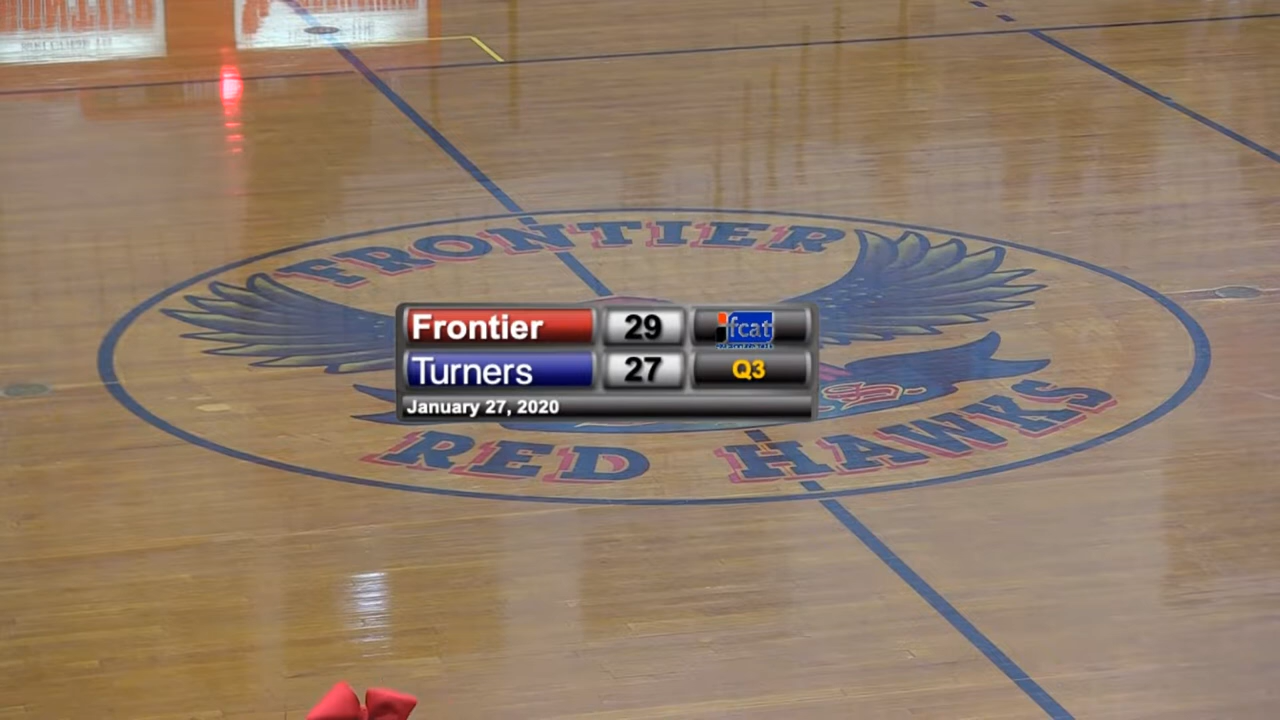 FRONTIER
Frontier 29 fcat
Turners 27 Q3
January 27, 2020
RED HAWKS